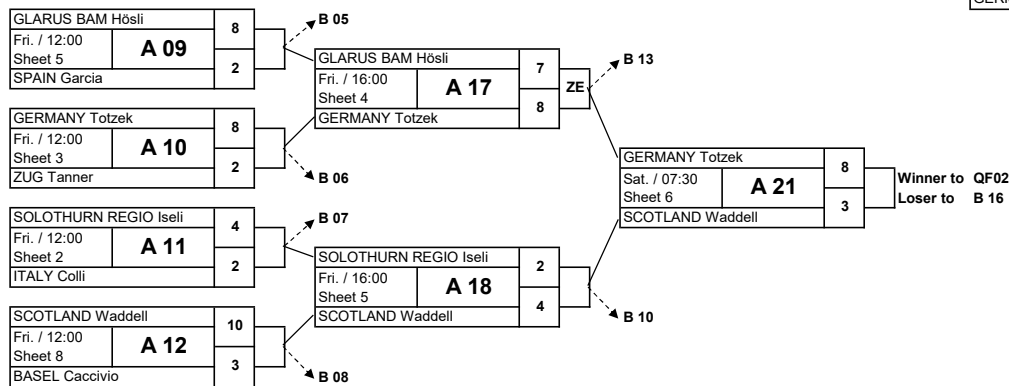 GLARUS BAM Hösli
8
Fri. / 12:00
Sheet 5
A 09
2
SPAIN Garcia
B 05
GERMANY Totzek
8
Fri. / 12:00
Sheet 3
A 10
2
ZUG Tanner
B 06
SOLOTHURN REGIO Iseli
4
Fri. / 12:00
Sheet 2
A 11
2
ITALY Colli
B 07
SCOTLAND Waddell
10
Fri. / 12:00
Sheet 8
A 12
3
BASEL Caccivio
B 08
GLARUS BAM Hösli
7
Fri. / 16:00
Sheet 4
A 17
8
GERMANY Totzek
ZE
B 13
SOLOTHURN REGIO Iseli
2
Fri. / 16:00
Sheet 5
A 18
4
SCOTLAND Waddell
B 10
GERMANY Totzek
8
Sat. / 07:30
Sheet 6
A 21
3
SCOTLAND Waddell
Winner to QF02
Loser to B 16